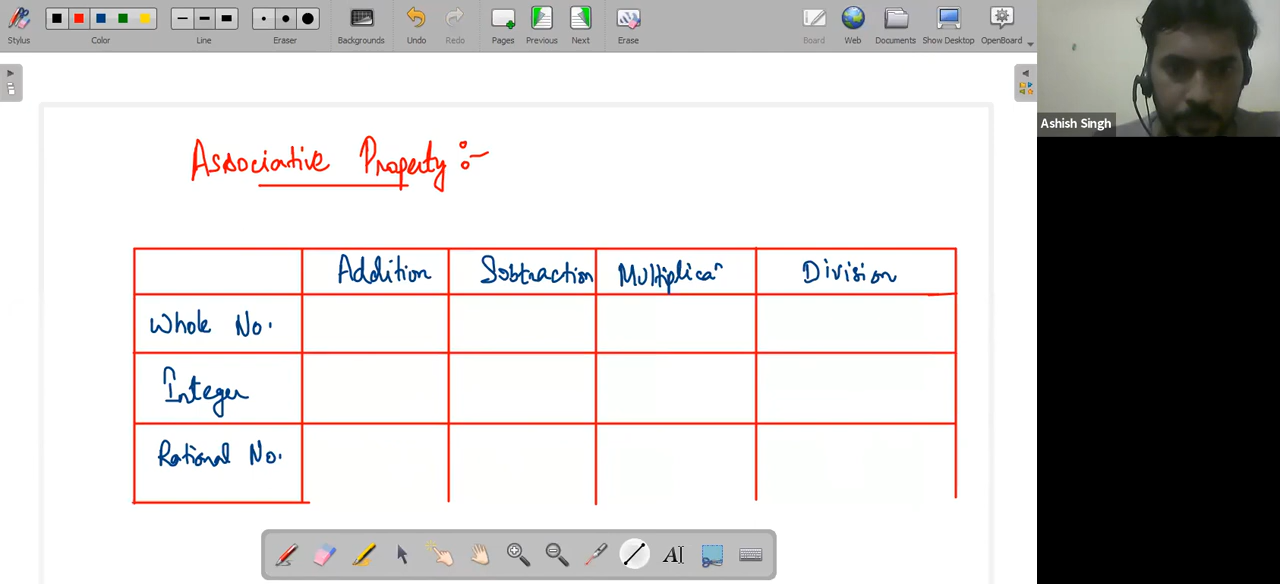 Stylus Color Line Eraser Backgrounds Undo Redo Pages Previous Next Erase Board Web Documents Show Desktop OpenBoard
Ashish Singh
Associative Property :-
Addition Subtraction Multiplica Division
Whole No.
Integer
Rational No.
AI